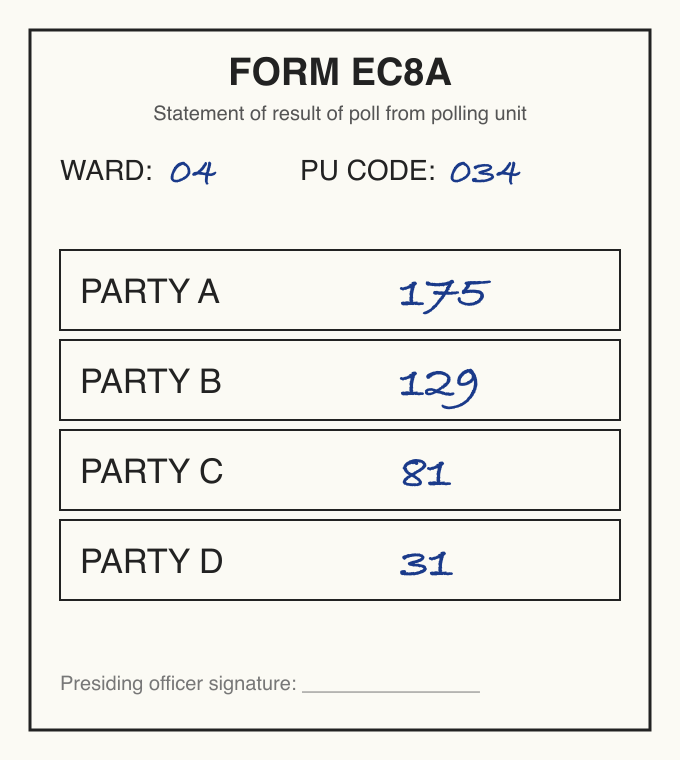 FORM EC8A
Statement of result of poll from polling unit
WARD: 04 PU CODE: 034
PARTY A 175
PARTY B 129
PARTY C 81
PARTY D 31
Presiding officer signature: